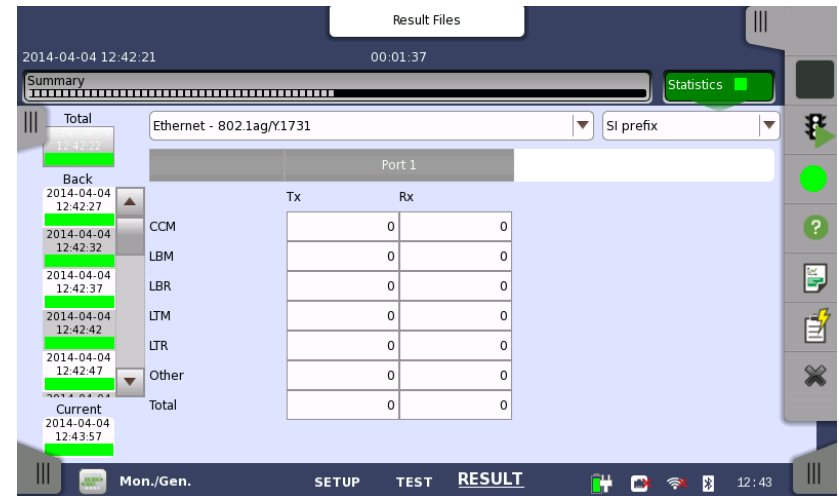 Result Files
2014-04-04 12:42:21 00:01:37
Summary Statistics
Total
12:42:22
Ethernet - 802.1ag/Y.1731 SI prefix
Port 1
Back
2014-04-04
12:42:27
2014-04-04
12:42:32
2014-04-04
12:42:37
2014-04-04
12:42:42
2014-04-04
12:42:47
Current
2014-04-04
12:43:57
Tx Rx
CCM 0 0
LBM 0 0
LBR 0 0
LTM 0 0
LTR 0 0
Other 0 0
Total 0 0
Mon./Gen. SETUP TEST RESULT 12:43